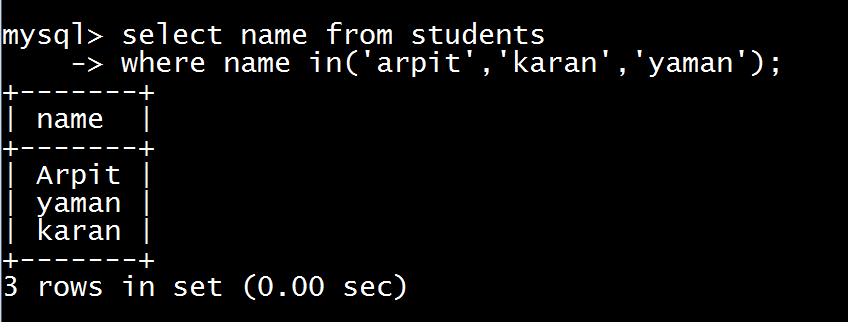 mysql> select name from students
    -> where name in('arpit','karan','yaman');
+-------+
| name  |
+-------+
| Arpit |
| yaman |
| karan |
+-------+
3 rows in set (0.00 sec)